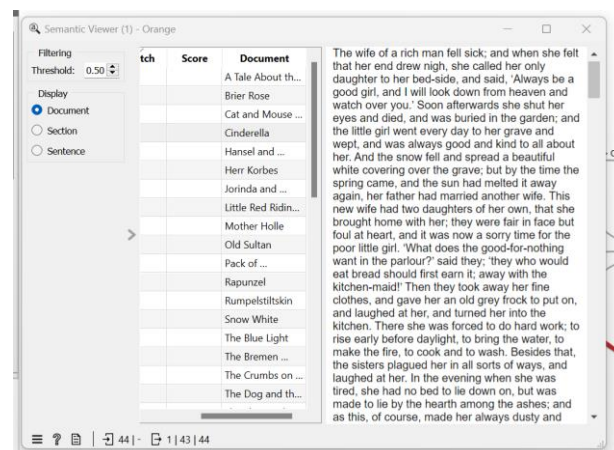 Semantic Viewer (1) - Orange
Filtering
Threshold: 0.50
Display
Document
Section
Sentence
tch Score Document
A Tale About th...
Brier Rose
Cat and Mouse ...
Cinderella
Hansel and ...
Herr Korbes
Jorinda and ...
Little Red Ridin...
Mother Holle
Old Sultan
Pack of ...
Rapunzel
Rumpelstiltskin
Snow White
The Blue Light
The Bremen ...
The Crumbs on ...
The Dog and th...
The wife of a rich man fell sick; and when she felt
that her end drew nigh, she called her only
daughter to her bed-side, and said, 'Always be a
good girl, and I will look down from heaven and
watch over you.' Soon afterwards she shut her
eyes and died, and was buried in the garden; and
the little girl went every day to her grave and
wept, and was always good and kind to all about
her. And the snow fell and spread a beautiful
white covering over the grave; but by the time the
spring came, and the sun had melted it away
again, her father had married another wife. This
new wife had two daughters of her own, that she
brought home with her; they were fair in face but
foul at heart, and it was now a sorry time for the
poor little girl. 'What does the good-for-nothing
want in the parlour?' said they; 'they who would
eat bread should first earn it; away with the
kitchen-maid!' Then they took away her fine
clothes, and gave her an old grey frock to put on,
and laughed at her, and turned her into the
kitchen. There she was forced to do hard work; to
rise early before daylight, to bring the water, to
make the fire, to cook and to wash. Besides that,
the sisters plagued her in all sorts of ways, and
laughed at her. In the evening when she was
tired, she had no bed to lie down on, but was
made to lie by the hearth among the ashes; and
as this, of course, made her always dusty and
44 | - 1 | 43 | 44